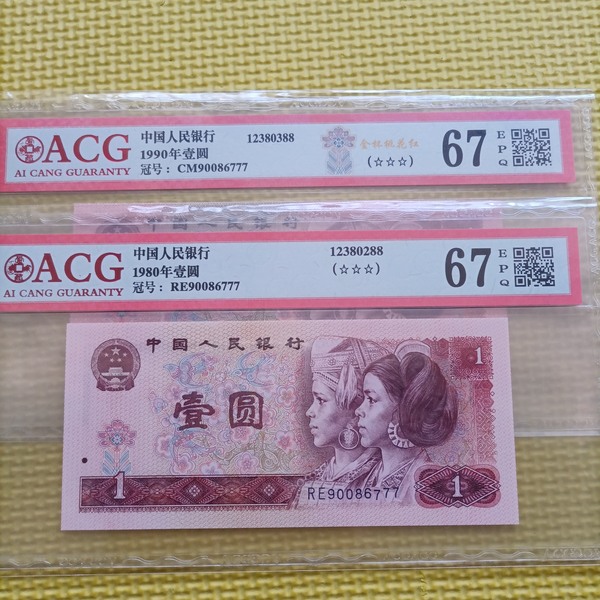 ACG
AI CANG GUARANTY
中国人民银行
1990年壹圆
冠号：CM90086777
12380388
金杯桃花红
(☆☆☆)
67
EPQ
ACG
AI CANG GUARANTY
中国人民银行
1980年壹圆
冠号：RE90086777
12380288
(☆☆☆)
67
EPQ
中国人民银行
1
壹圆
RE90086777
1
1